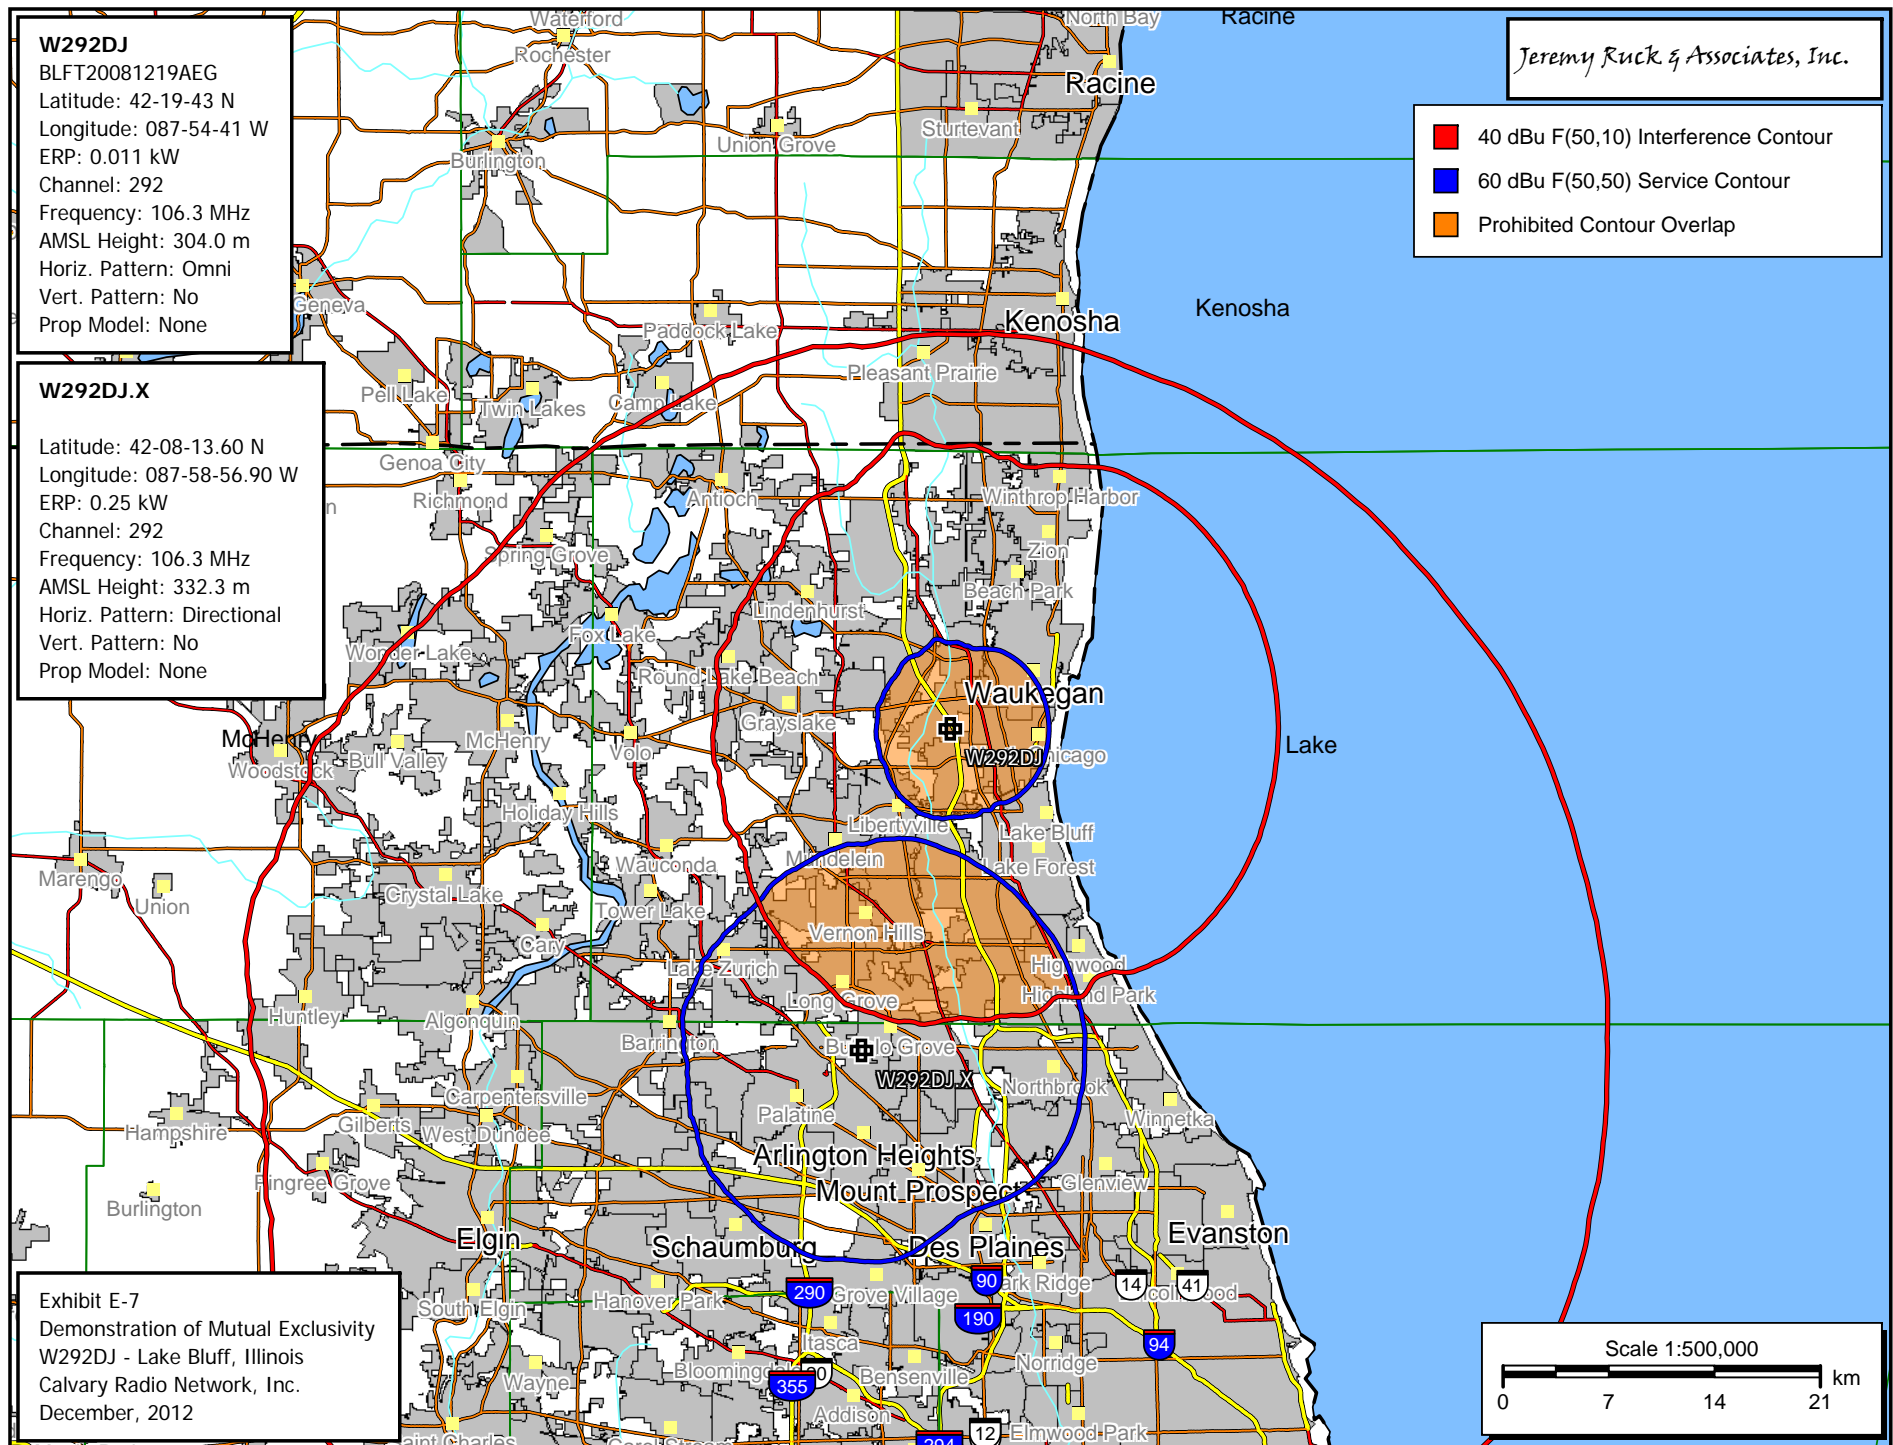 W292DJ
BLFT20081219AEG
Latitude: 42-19-43 N
Longitude: 087-54-41 W
ERP: 0.011 kW
Channel: 292
Frequency: 106.3 MHz
AMSL Height: 304.0 m
Horiz. Pattern: Omni
Vert. Pattern: No
Prop Model: None
W292DJ.X
Latitude: 42-08-13.60 N
Longitude: 087-58-56.90 W
ERP: 0.25 kW
Channel: 292
Frequency: 106.3 MHz
AMSL Height: 332.3 m
Horiz. Pattern: Directional
Vert. Pattern: No
Prop Model: None
Jeremy Ruck & Associates, Inc.
40 dBu F(50,10) Interference Contour
60 dBu F(50,50) Service Contour
Prohibited Contour Overlap
Waterford
North Bay
Racine
Rochester
Racine
Sturtevant
Union Grove
Burlington
Geneva
Kenosha
Kenosha
Paddock Lake
Pleasant Prairie
Pell Lake
Twin Lakes
Camp Lake
Genoa City
Richmond
Antioch
Winthrop Harbor
Spring Grove
Zion
Beach Park
Lindenhurst
Fox Lake
Wonder Lake
Round Lake Beach
Waukegan
Grayslake
McHenry
McHenry
Volo
Bull Valley
Woodstock
W292DJ
Lake
Holiday Hills
Libertyville
Lake Bluff
Mundelein
Wauconda
Lake Forest
Marengo
Union
Crystal Lake
Tower Lake
Vernon Hills
Cary
Lake Zurich
Highwood
Long Grove
Highland Park
Huntley
Algonquin
Barrington
Buffalo Grove
W292DJ.X
Northbrook
Carpentersville
Palatine
Winnetka
Hampshire
Gilberts
West Dundee
Arlington Heights
Pingree Grove
Mount Prospect
Glenview
Burlington
Elgin
Schaumburg
Des Plaines
Evanston
South Elgin
Hanover Park
290
Grove Village
90
14
41
190
Itasca
94
Norridge
Wayne
Bensenville
355
Addison
12
Elmwood Park
Exhibit E-7
Demonstration of Mutual Exclusivity
W292DJ - Lake Bluff, Illinois
Calvary Radio Network, Inc.
December, 2012
Scale 1:500,000
km
0 7 14 21